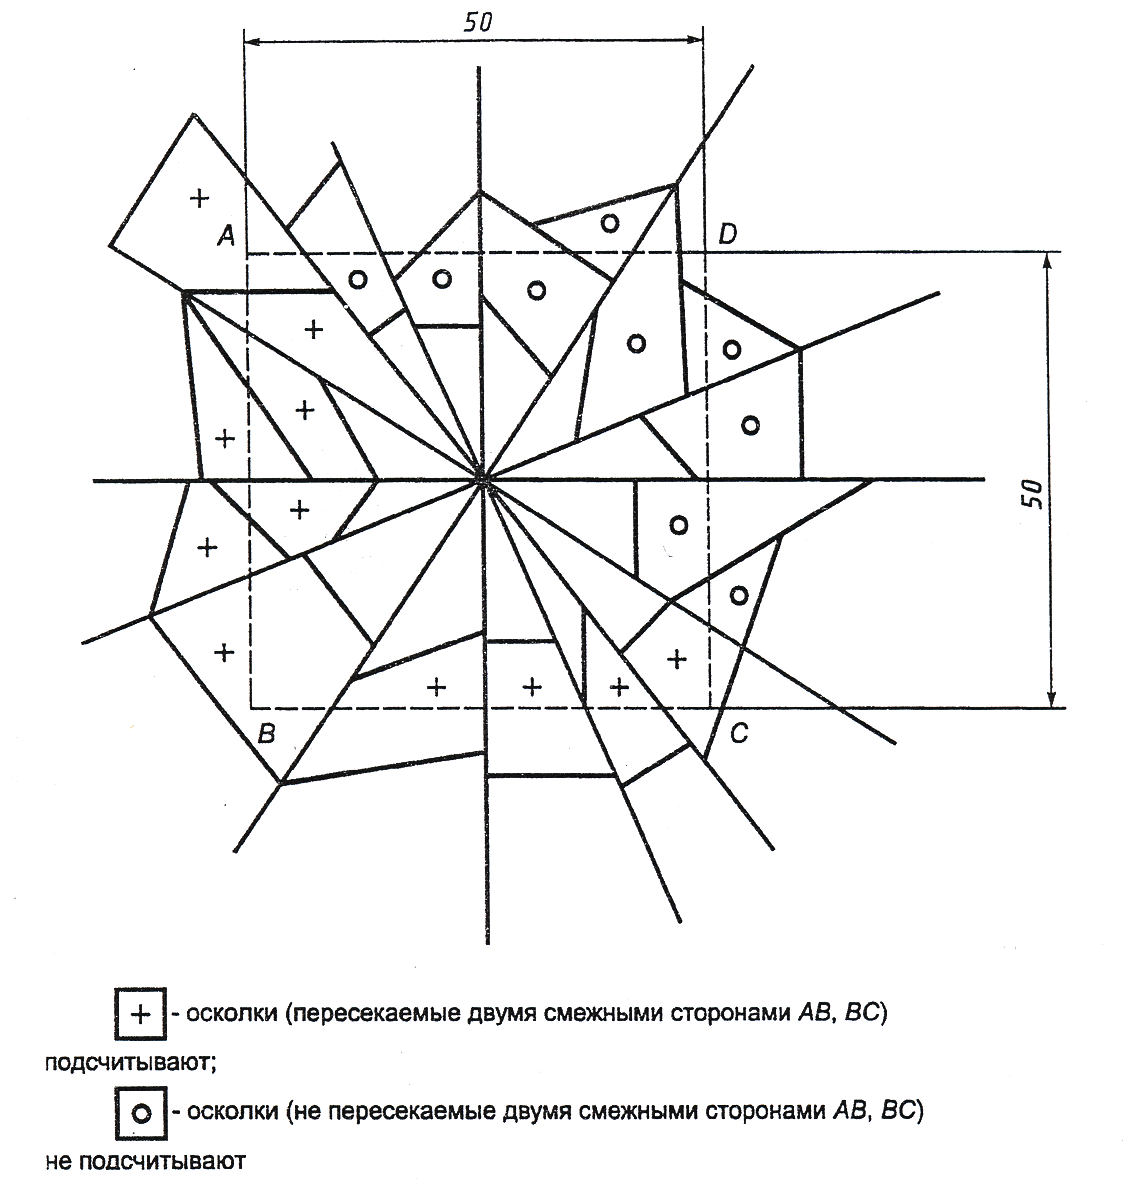 50
A
D
50
B
C
+ - осколки (пересекаемые двумя смежными сторонами AB, BC)
подсчитывают;
o - осколки (не пересекаемые двумя смежными сторонами AB, BC)
не подсчитывают